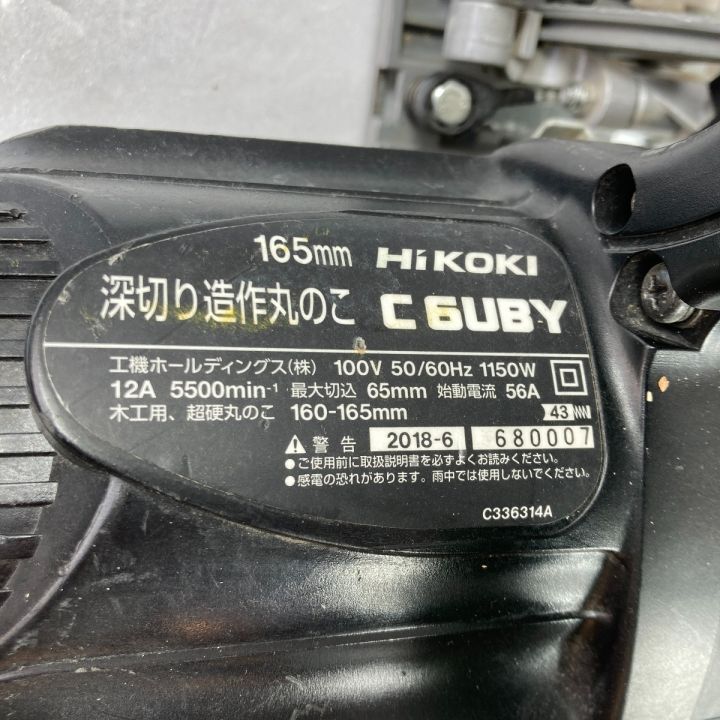 165mm HiKOKI
深切り造作丸のこ C 6UBY
工機ホールディングス(株) 100V 50/60Hz 1150W
12A 5500min⁻¹ 最大切込 65mm 始動電流 56A
木工用、超硬丸のこ 160-165mm 43
警告 2018-6 680007
●ご使用前に取扱説明書を必ずよくお読みください。
●感電の恐れがあります。雨中では使用しないでください。
C336314A